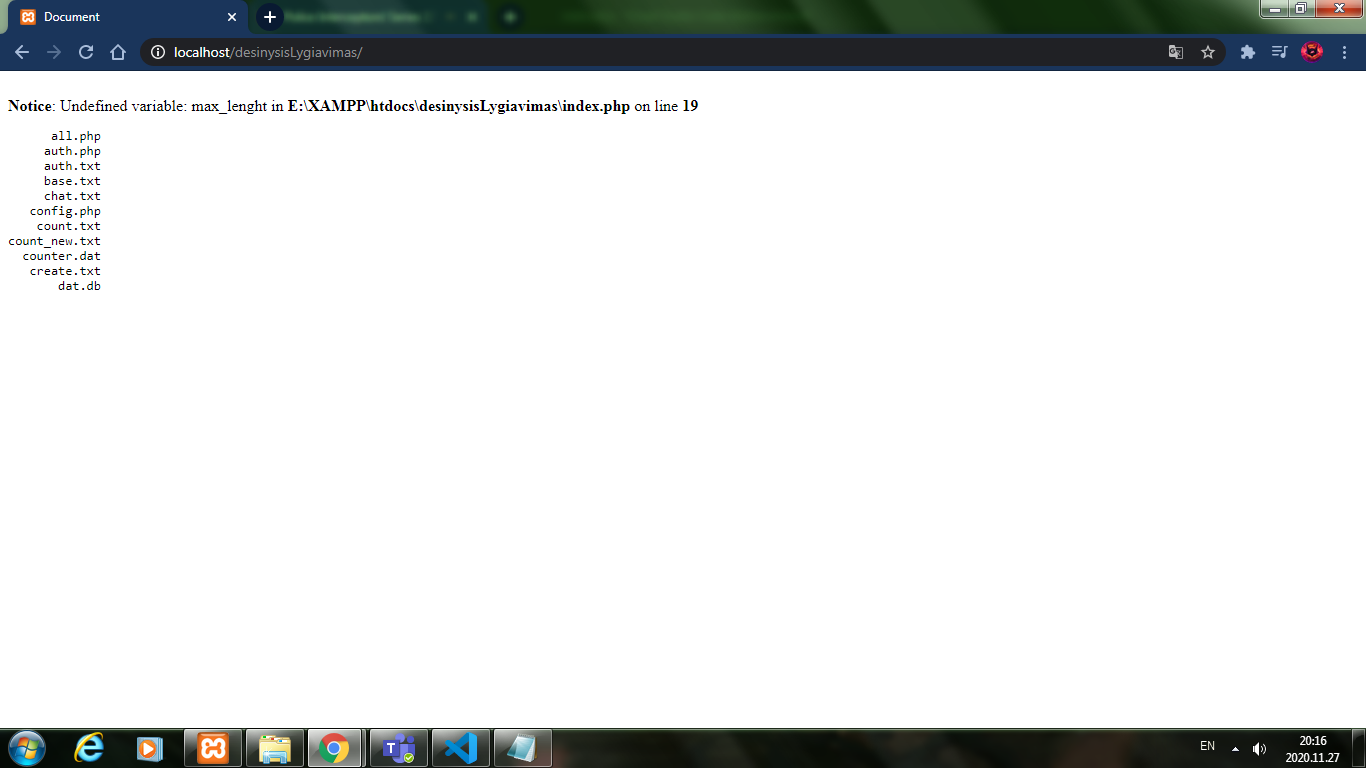 Document
localhost/desinysisLygiavimas/
Notice: Undefined variable: max_lenght in E:\XAMPP\htdocs\desinysisLygiavimas\index.php on line 19
all.php
auth.php
auth.txt
base.txt
chat.txt
config.php
count.txt
count_new.txt
counter.dat
create.txt
dat.db
EN
20:16
2020.11.27